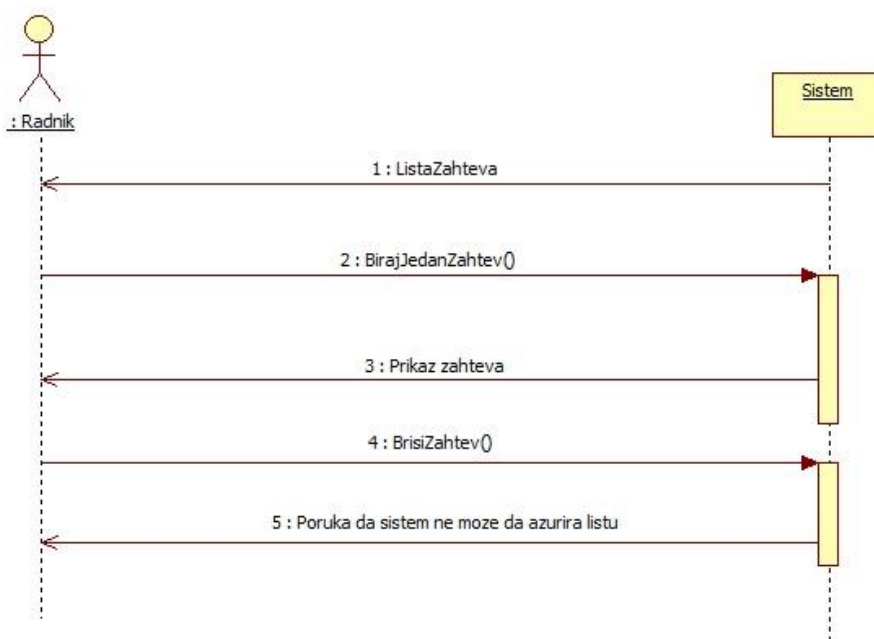 Sistem
: Radnik
1 : ListaZahteva
2 : BirajJedanZahtev()
3 : Prikaz zahteva
4 : BrisiZahtev()
5 : Poruka da sistem ne moze da azurira listu